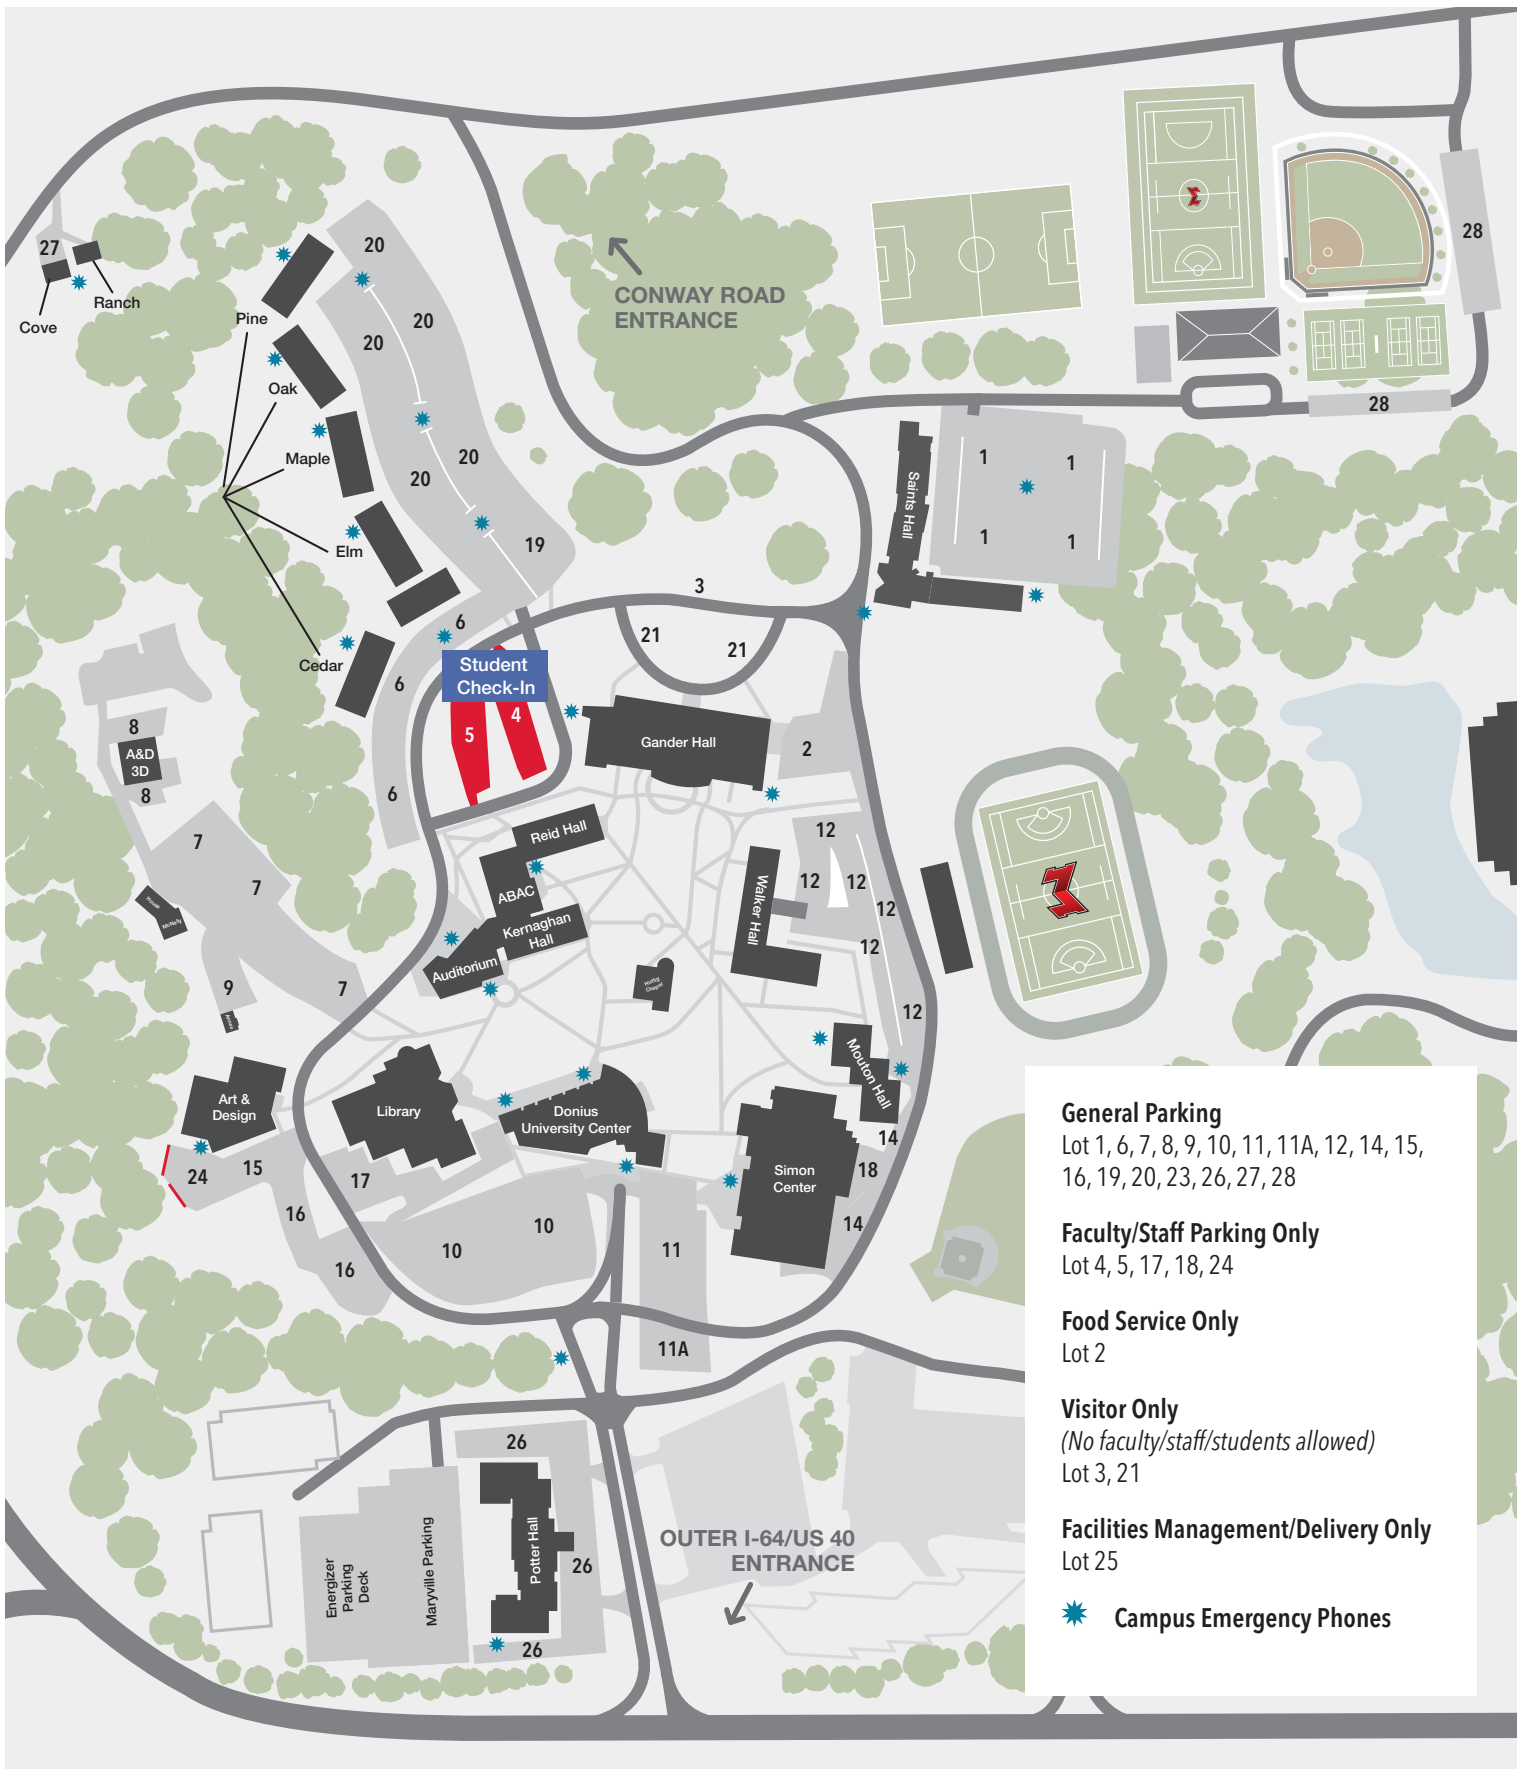 20
28
27
CONWAY ROAD
ENTRANCE
Ranch
Cove
Pine
20
20
Oak
28
Maple
20
20
1
1
Saints Hall
1
1
19
Elm
3
6
21
21
Cedar
Student
Check-In
6
4
5
8
A&D
3D
8
Gander Hall
2
6
7
7
Reid Hall
12
12
12
12
12
12
ABAC
Walker Hall
Kernaghan
Hall
House
McNally
Auditorium
9
7
Chapel
Annex
Mouton Hall
Art &
Design
Library
Donius
University Center
14
Simon
Center
18
14
15
24
17
16
16
10
10
11
11A
26
OUTER I-64/US 40
ENTRANCE
Energizer
Parking
Deck
Maryville Parking
Potter Hall
26
26
General Parking
Lot 1, 6, 7, 8, 9, 10, 11, 11A, 12, 14, 15,
16, 19, 20, 23, 26, 27, 28
Faculty/Staff Parking Only
Lot 4, 5, 17, 18, 24
Food Service Only
Lot 2
Visitor Only
(No faculty/staff/students allowed)
Lot 3, 21
Facilities Management/Delivery Only
Lot 25
Campus Emergency Phones